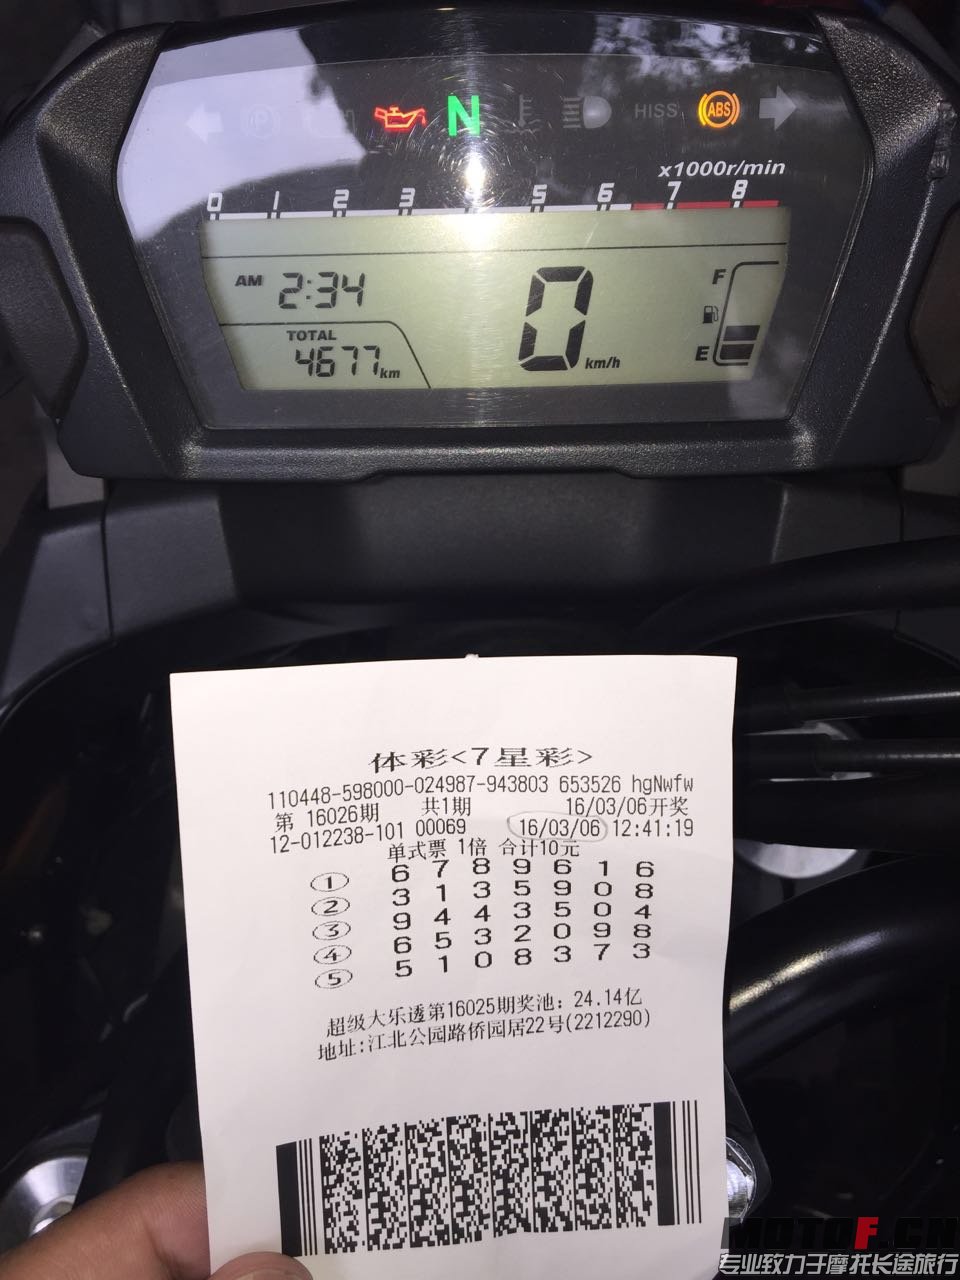 P
N
HISS
ABS
x1000r/min
0 1 2 3 4 5 6 7 8
AM 2:34
F
TOTAL
4677 km
0 km/h
E
体彩<7星彩>
110448-598000-024987-943803 653526 hgNwfw
第 16026期 共1期 16/03/06开奖
12-012238-101 00069 16/03/06 12:41:19
单式票 1倍 合计10元
① 6 7 8 9 6 1 6
② 3 1 3 5 9 0 8
③ 9 4 4 3 5 0 4
④ 6 5 3 2 0 9 8
⑤ 5 1 0 8 3 7 3
超级大乐透第16025期奖池: 24.14亿
地址:江北公园路侨园居22号(2212290)
MOTOF.CN
专业致力于摩托长途旅行